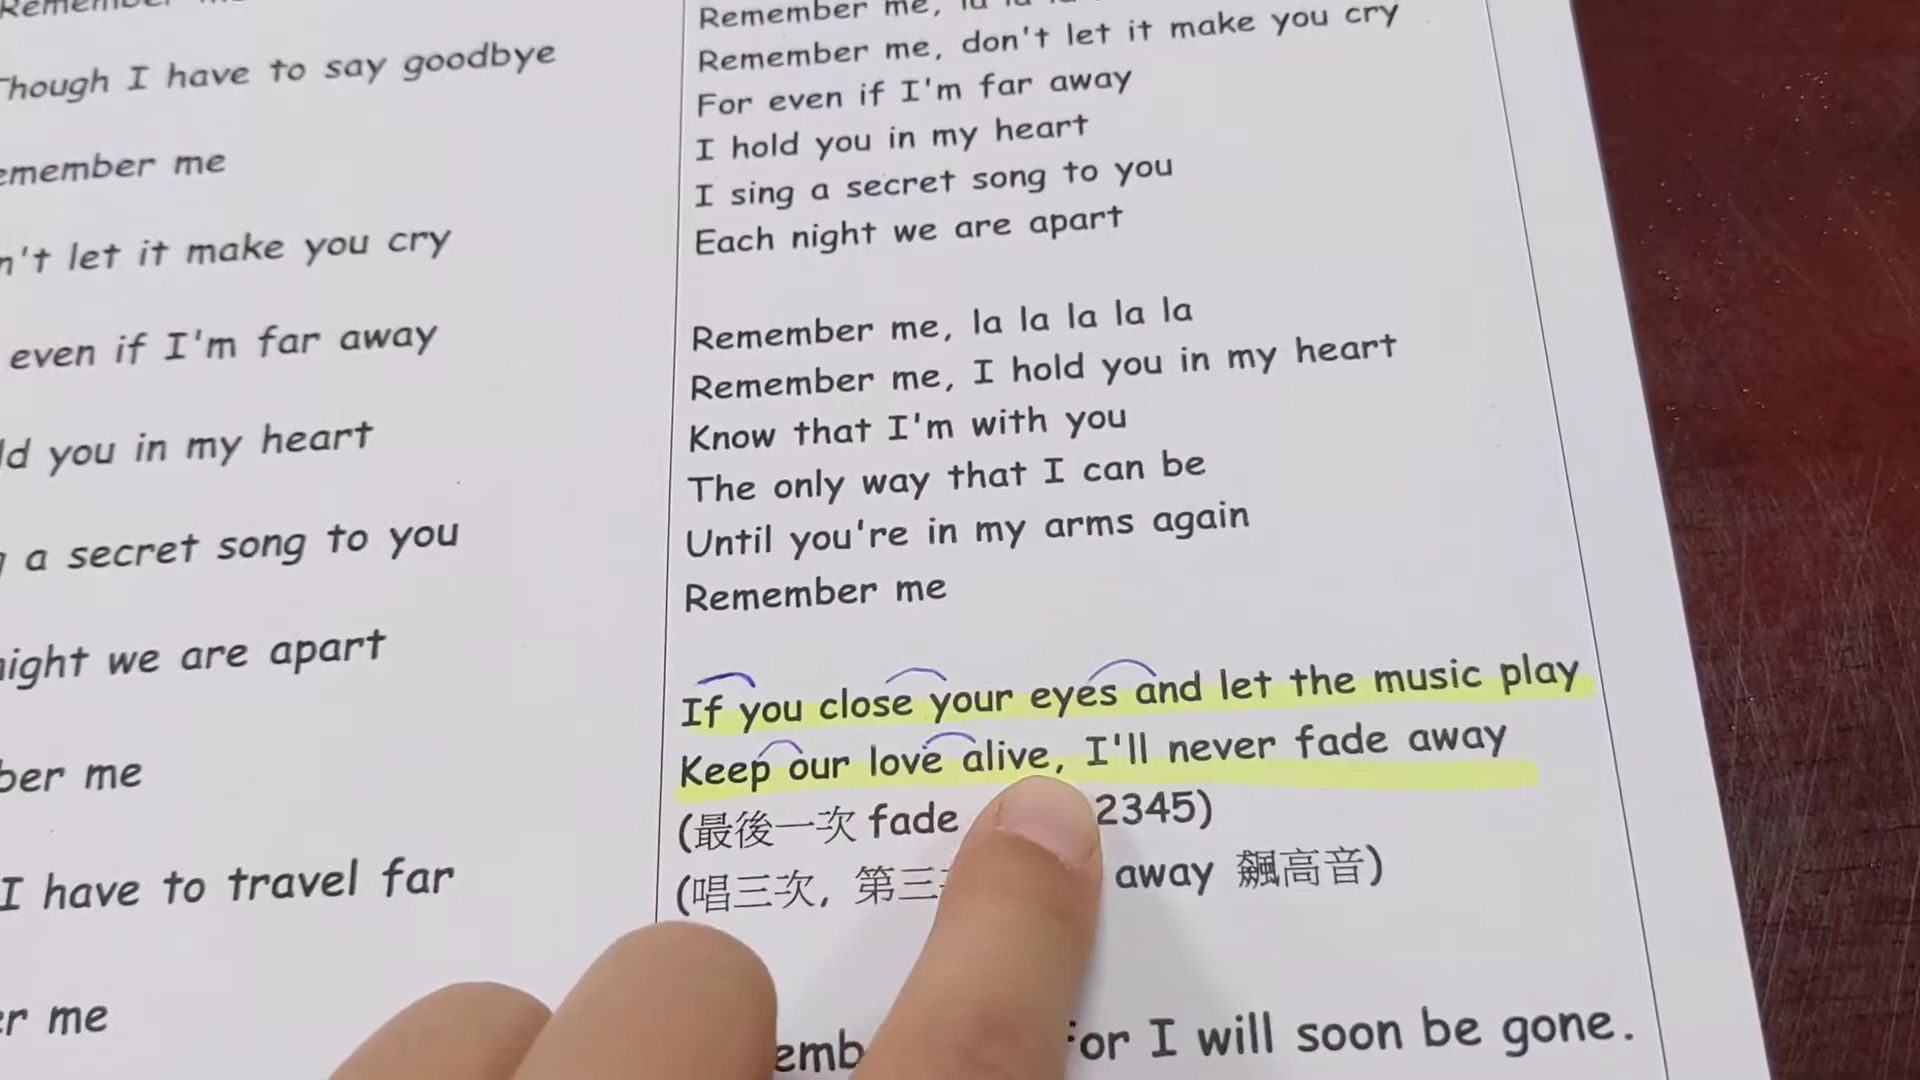 Though I have to say goodbye
me
let it make you cry
even if I'm far away
you in my heart
a secret song to you
we are apart
me
I have to travel far
me
Remember me,
Remember me, don't let it make you cry
For even if I'm far away
I hold you in my heart
I sing a secret song to you
Each night we are apart
Remember me, la la la la la
Remember me, I hold you in my heart
Know that I'm with you
The only way that I can be
Until you're in my arms again
Remember me
If you close your eyes and let the music play
Keep our love alive, I'll never fade away
(最後一次 fade 2345)
(唱三次, 第三 away 飆高音)
I will soon be gone.